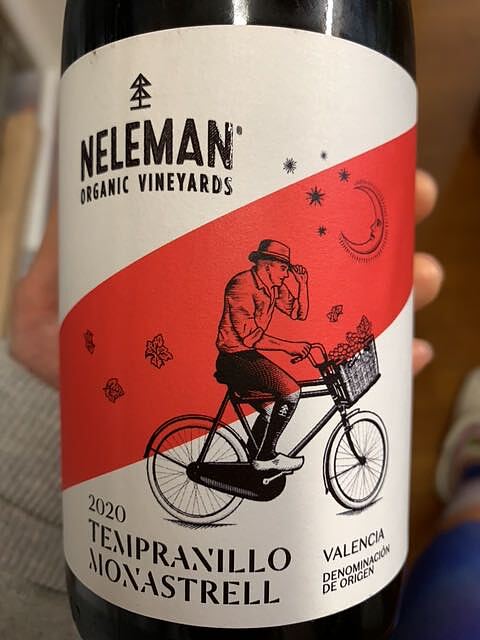 NELEMAN®
ORGANIC VINEYARDS
2020
TEMPRANILLO
MONASTRELL
VALENCIA
DENOMINACIÓN
DE ORIGEN